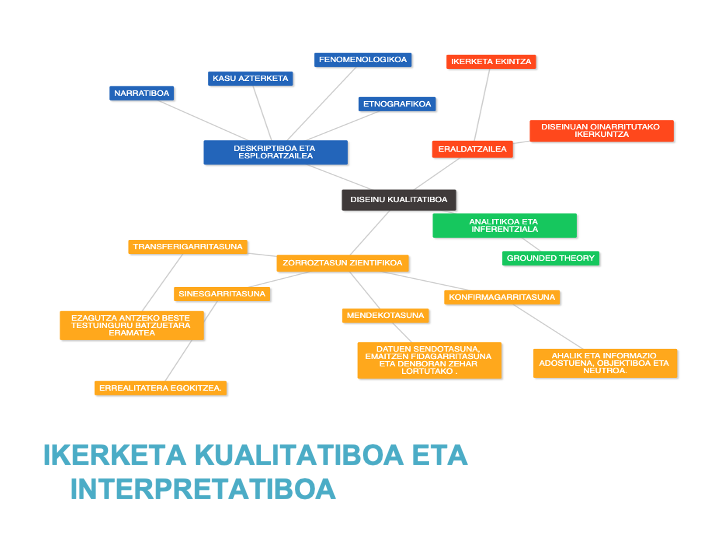 FENOMENOLOGIKOA
IKERKETA EKINTZA
KASU AZTERKETA
NARRATIBOA
ETNOGRAFIKOA
DISEINUAN OINARRITUTAKO
IKERKUNTZA
DESKRIPTIBOA ETA
ESPLORATZAILEA
ERALDATZAILEA
DISEINU KUALITATIBOA
ANALITIKOA ETA
INFERENTZIALA
TRANSFERIGARRITASUNA
ZORROZTASUN ZIENTIFIKOA
GROUNDED THEORY
SINESGARRITASUNA
KONFIRMAGARRITASUNA
EZAGUTZA ANTZEKO BESTE
TESTUINGURU BATZUETARA
ERAMATEA
MENDEKOTASUNA
DATUEN SENDOTASUNA,
EMAITZEN FIDAGARRITASUNA
ETA DENBORAN ZEHAR
LORTUTAKO .
AHALIK ETA INFORMAZIO
ADOSTUENA, OBJEKTIBOA ETA
NEUTROA.
ERREALITATERA EGOKITZEA.
IKERKETA KUALITATIBOA ETA
INTERPRETATIBOA